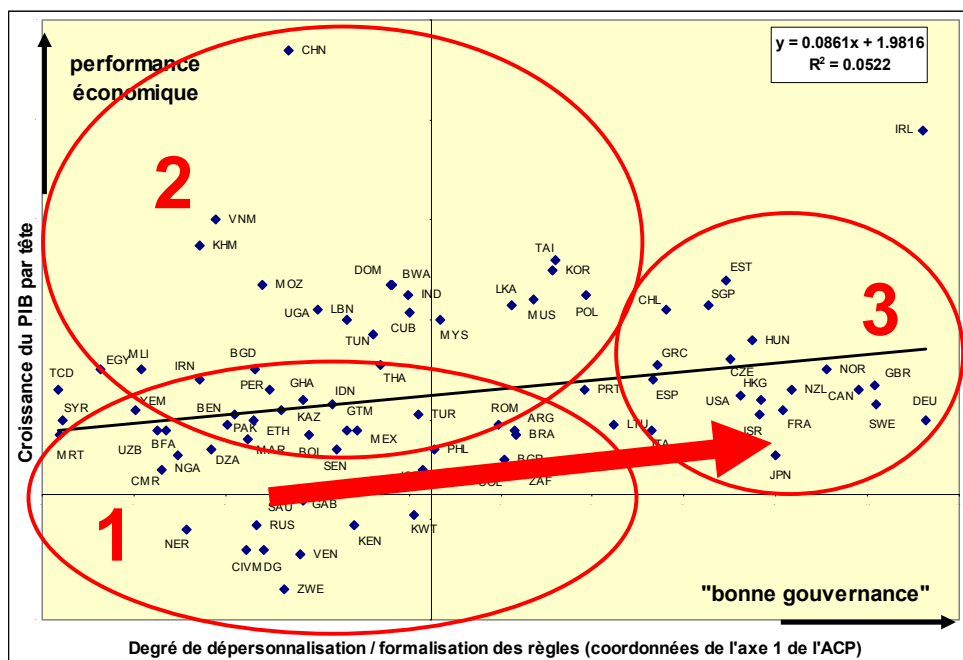 CHN
y = 0.0861x + 1.9816
R² = 0.0522
performance
économique
IRL
2
VNM
KHM
TAI
KOR
EST
MOZ
DOM
BWA
IND
LKA
MUS
POL
CHL
SGP
UGA
LBN
CUB
MYS
TUN
3
HUN
EGY
MLI
IRN
BGD
THA
GRC
CZE
NOR
GBR
TCD
PER
GHA
IDN
PRT
ESP
USA
HKG
NZL
CAN
DEU
SYR
YEM
BEN
KAZ
GTM
TUR
ROM
ARG
LTU
ISR
FRA
SWE
MRT
UZB
BFA
PAK
ETH
MEX
BRA
ITA
NGA
DZA
MAR
BOL
SEN
PHL
BGR
JPN
CMR
ZAF
1
SAU
GAB
NER
RUS
KEN
KWT
CIV
MDG
VEN
ZWE
"bonne gouvernance"
Croissance du PIB par tête
Degré de dépersonnalisation / formalisation des règles (coordonnées de l'axe 1 de l'ACP)